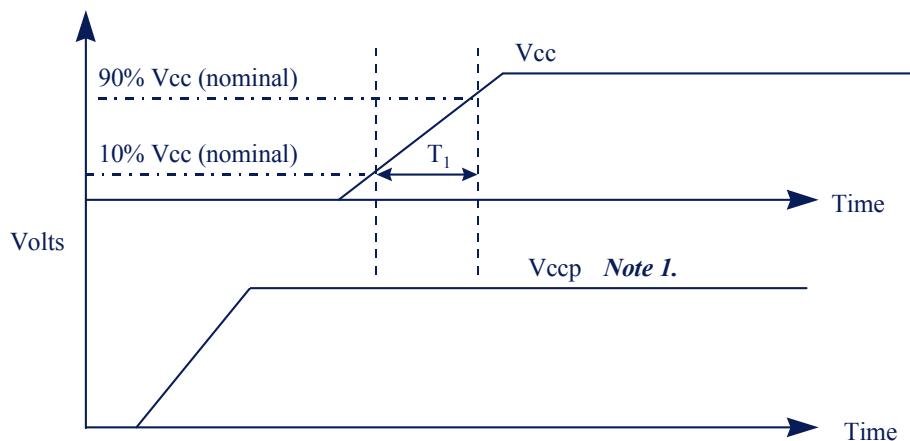 Vcc
90% Vcc (nominal)
10% Vcc (nominal)
T1
Time
Volts
Vccp Note 1.
Time